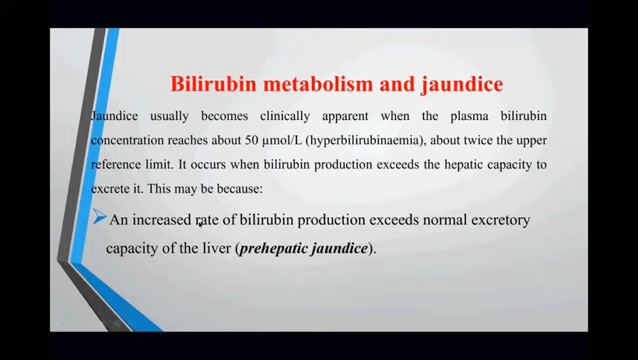 Bilirubin metabolism and jaundice
Jaundice usually becomes clinically apparent when the plasma bilirubin
concentration reaches about 50 µmol/L (hyperbilirubinaemia), about twice the upper
reference limit. It occurs when bilirubin production exceeds the hepatic capacity to
excrete it. This may be because:
An increased rate of bilirubin production exceeds normal excretory
capacity of the liver (prehepatic jaundice).